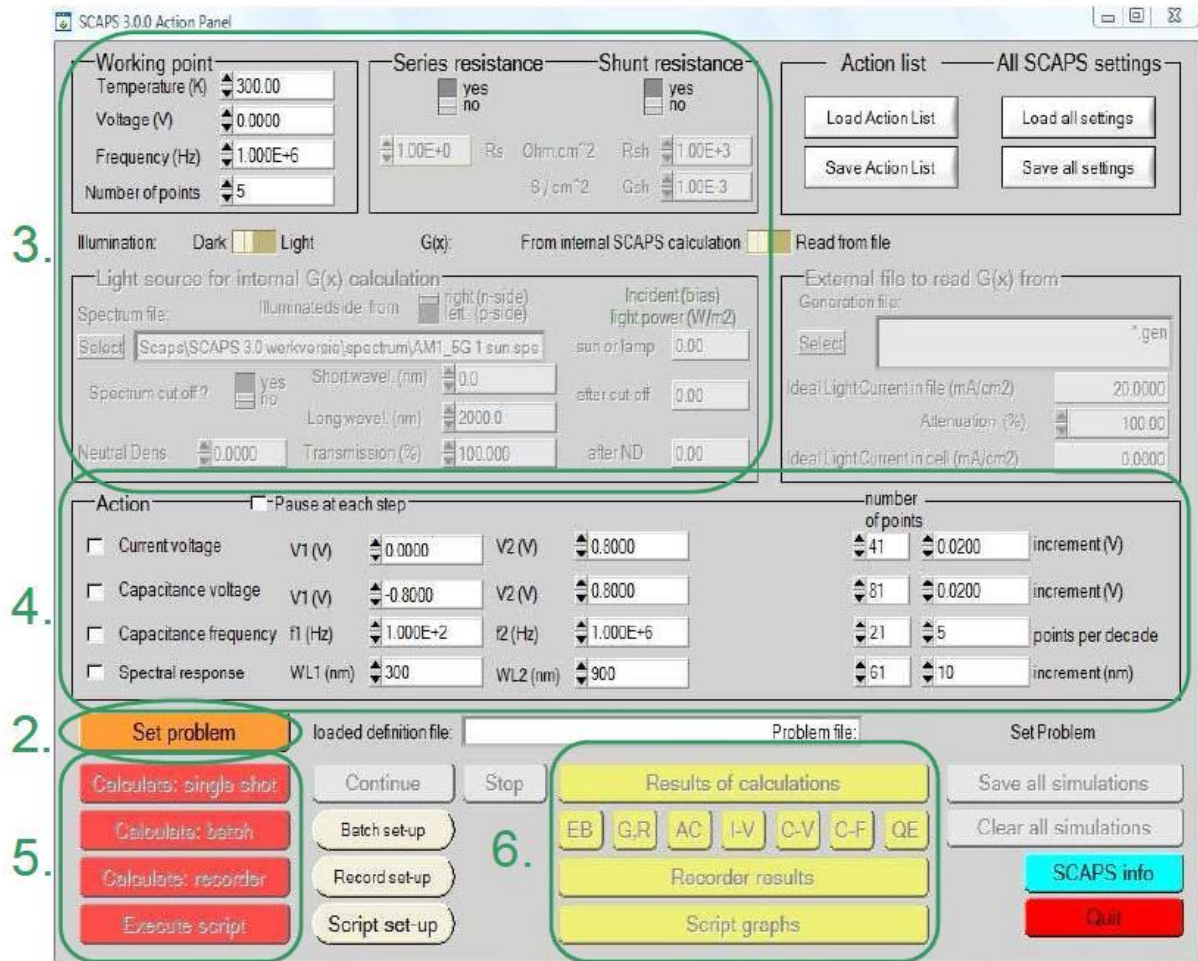 SCAPS 3.0.0 Action Panel
Working point
Temperature (K) 300.00
Voltage (V) 0.0000
Frequency (Hz) 1.000E+6
Number of points 5
Series resistance
yes
no
Shunt resistance
yes
no
1.00E+0 Rs Ohm.cm^2 Rsh 1.00E+3
S/cm^2 Gsh 1.00E-3
Action list
All SCAPS settings
Load Action List
Load all settings
Save Action List
Save all settings
3.
Illumination: Dark Light G(x): From internal SCAPS calculation Read from file
Light source for internal G(x) calculation
Spectrum file: Illuminatedside from right (n-side)
left (p-side)
Incident (bias)
light power (W/m2)
Select Scaps\SCAPS 3.0 werkversie\spectrum\AM1_5G 1 sun.spe
sun or lamp 0.00
Spectrum cut off? yes
no
Short wavel. (nm) 0.0
after cut off 0.00
Long wavel. (nm) 2000.0
Neutral Dens. 0.0000 Transmission (%) 100.000 after ND 0.00
External file to read G(x) from
Generation file:
Select *.gen
Ideal Light Current in file (mA/cm2) 20.0000
Attenuation (%) 100.00
Ideal Light Current in cell (mA/cm2) 0.0000
4.
Action Pause at each step number
of points
Current voltage V1 (V) 0.0000 V2 (V) 0.8000 41 0.0200 increment (V)
Capacitance voltage V1 (V) -0.8000 V2 (V) 0.8000 81 0.0200 increment (V)
Capacitance frequency f1 (Hz) 1.000E+2 f2 (Hz) 1.000E+6 21 5 points per decade
Spectral response WL1 (nm) 300 WL2 (nm) 900 61 10 increment (nm)
2.
Set problem loaded definition file: Problem file: Set Problem
5.
Calculate: single shot Continue Stop Results of calculations Save all simulations
6.
Calculate: batch Batch set-up EB G,R AC I-V C-V C-F QE Clear all simulations
Calculate: recorder Record set-up Recorder results SCAPS info
Execute script Script set-up Script graphs Quit